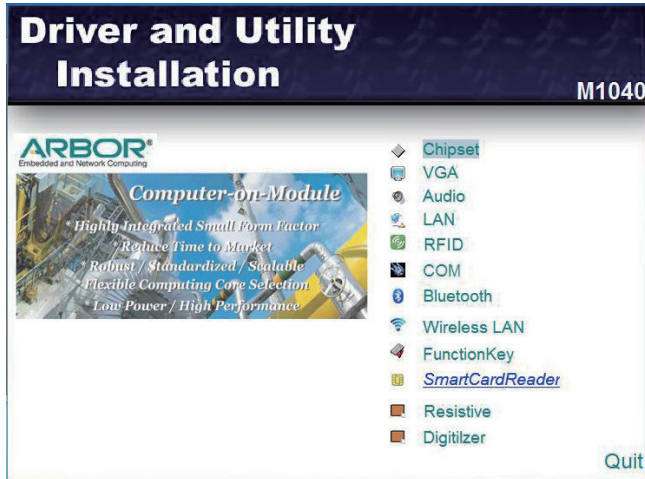 Driver and Utility
Installation
M1040
ARBOR®
Embedded and Network Computing
Computer-on-Module
* Highly Integrated Small Form Factor
* Reduce Time to Market
* Robust / Standardized / Scalable
* Flexible Computing Core Selection
* Low Power / High Performance
Chipset
VGA
Audio
LAN
RFID
COM
Bluetooth
Wireless LAN
FunctionKey
SmartCardReader
Resistive
Digitilzer
Quit